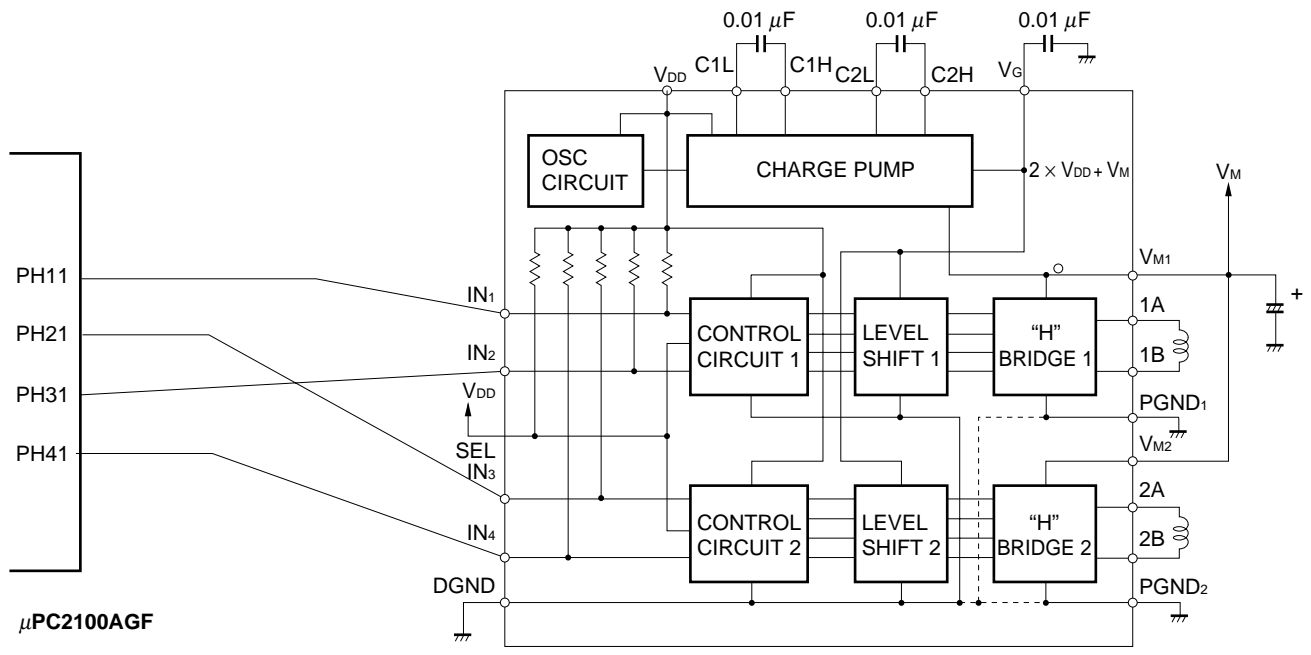 0.01 μF
0.01 μF
0.01 μF
C1L
C1H
C2L
C2H
VG
VDD
OSC
CIRCUIT
CHARGE PUMP
2 × VDD + VM
VM
PH11
PH21
PH31
PH41
IN1
IN2
VDD
SEL
IN3
IN4
DGND
CONTROL
CIRCUIT 1
LEVEL
SHIFT 1
“H”
BRIDGE 1
VM1
1A
1B
PGND1
VM2
+
CONTROL
CIRCUIT 2
LEVEL
SHIFT 2
“H”
BRIDGE 2
2A
2B
PGND2
μPC2100AGF